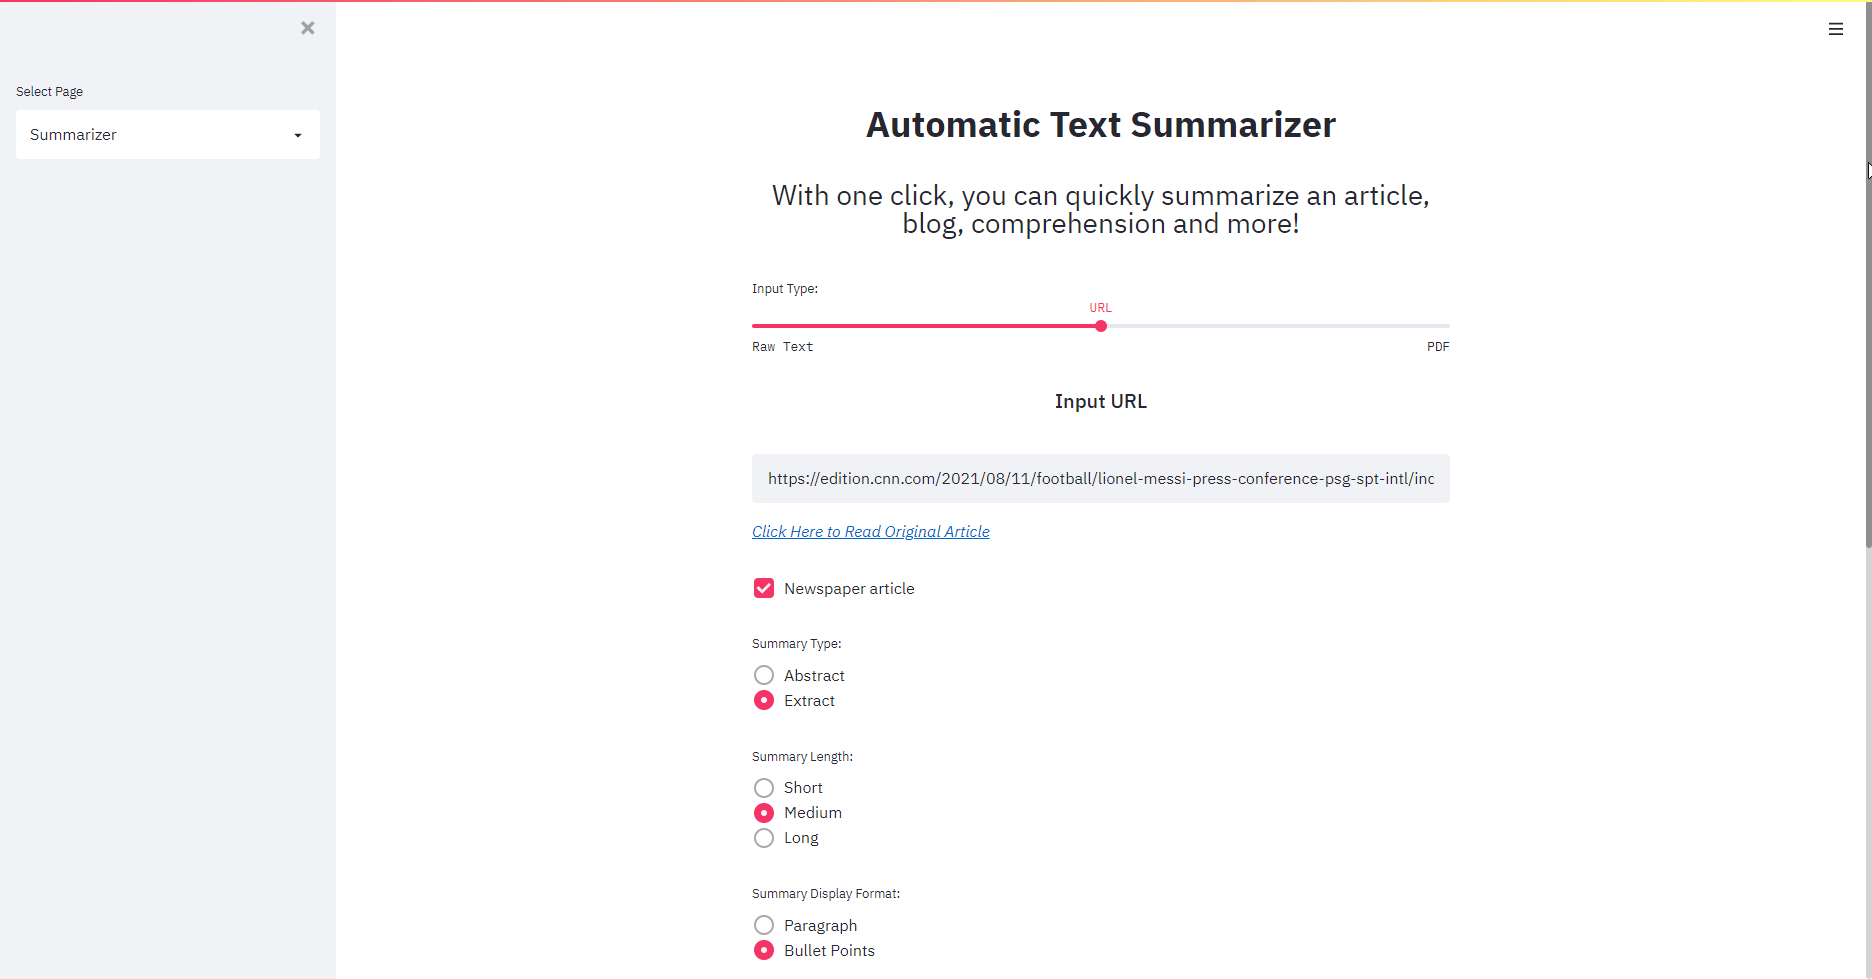 Select Page
Summarizer
Automatic Text Summarizer
With one click, you can quickly summarize an article,
blog, comprehension and more!
Input Type:
URL
Raw Text PDF
Input URL
https://edition.cnn.com/2021/08/11/football/lionel-messi-press-conference-psg-spt-intl/inc
Click Here to Read Original Article
Newspaper article
Summary Type:
Abstract
Extract
Summary Length:
Short
Medium
Long
Summary Display Format:
Paragraph
Bullet Points